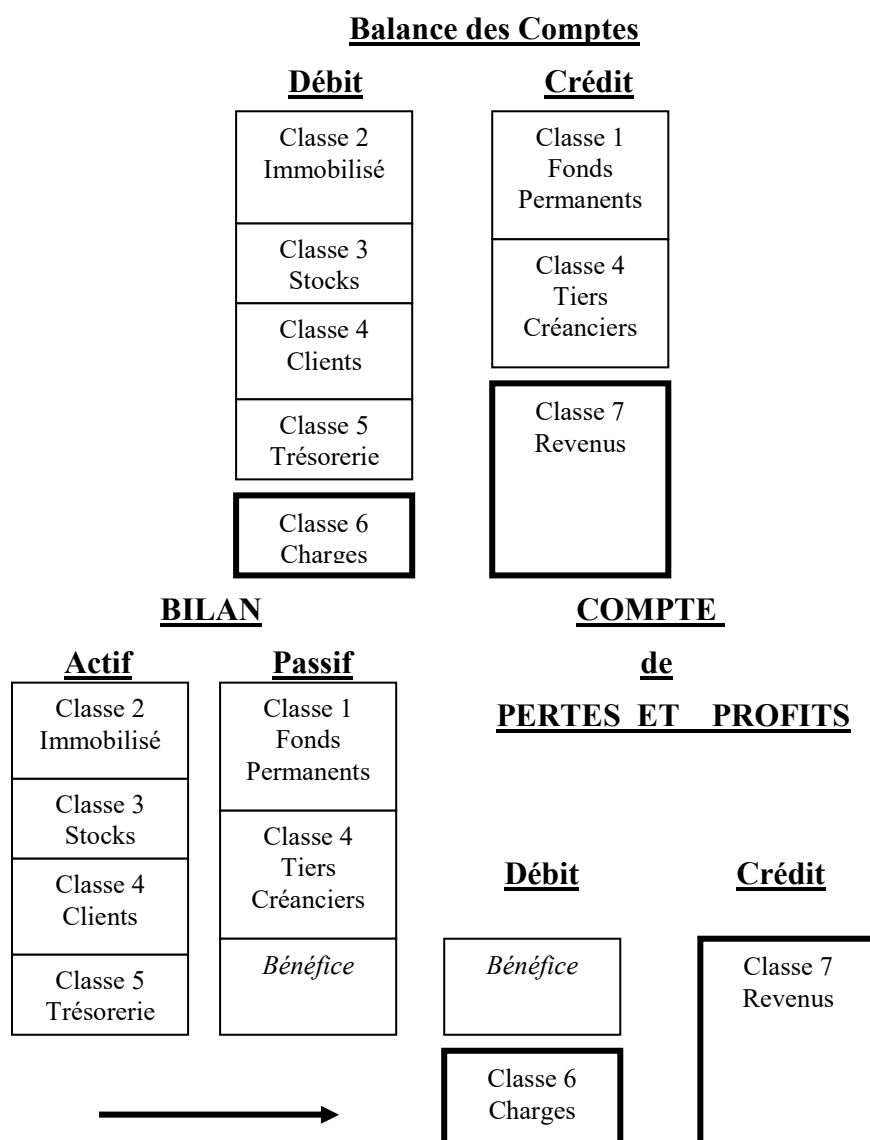 Balance des Comptes
Débit
Crédit
Classe 2
Immobilisé
Classe 3
Stocks
Classe 4
Clients
Classe 5
Trésorerie
Classe 6
Charges
Classe 1
Fonds
Permanents
Classe 4
Tiers
Créanciers
Classe 7
Revenus
BILAN
Actif
Passif
Classe 2
Immobilisé
Classe 3
Stocks
Classe 4
Clients
Classe 5
Trésorerie
Classe 1
Fonds
Permanents
Classe 4
Tiers
Créanciers
Bénéfice
COMPTE
de
PERTES ET PROFITS
Débit
Crédit
Bénéfice
Classe 6
Charges
Classe 7
Revenus